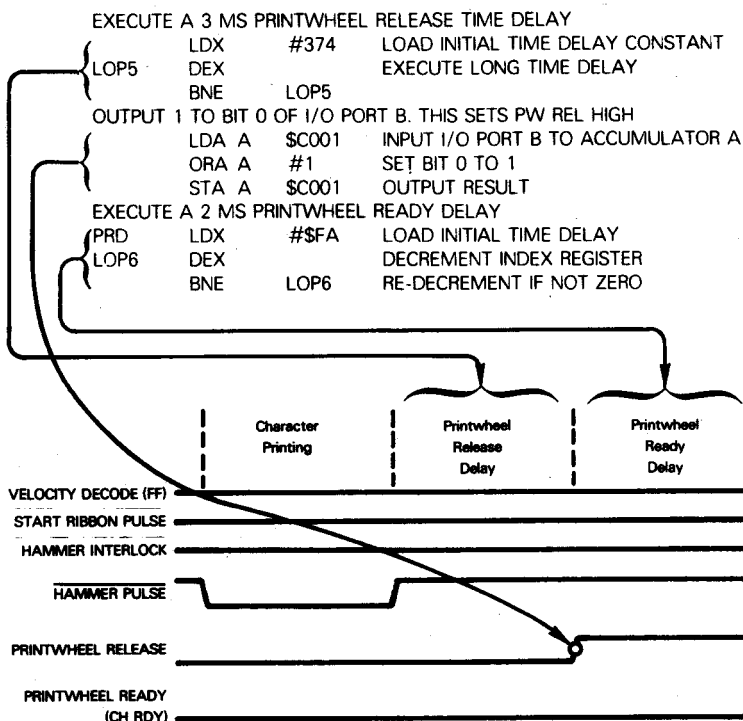 EXECUTE A 3 MS PRINTWHEEL RELEASE TIME DELAY
LDX #374 LOAD INITIAL TIME DELAY CONSTANT
LOP5 DEX EXECUTE LONG TIME DELAY
BNE LOP5
OUTPUT 1 TO BIT 0 OF I/O PORT B. THIS SETS PW REL HIGH
LDA A $C001 INPUT I/O PORT B TO ACCUMULATOR A
ORA A #1 SET BIT 0 TO 1
STA A $C001 OUTPUT RESULT
EXECUTE A 2 MS PRINTWHEEL READY DELAY
PRD LDX #$FA LOAD INITIAL TIME DELAY
LOP6 DEX DECREMENT INDEX REGISTER
BNE LOP6 RE-DECREMENT IF NOT ZERO
Character Printing
Printwheel Release Delay
Printwheel Ready Delay
VELOCITY DECODE (FF)
START RIBBON PULSE
HAMMER INTERLOCK
HAMMER PULSE
PRINTWHEEL RELEASE
PRINTWHEEL READY
(CH RDY)